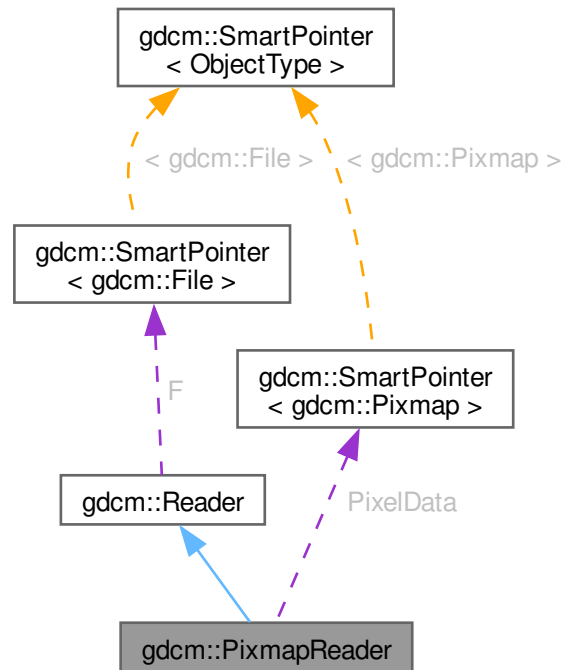 gdcm::SmartPointer
< ObjectType >
< gdcm::File >
< gdcm::Pixmap >
gdcm::SmartPointer
< gdcm::File >
gdcm::SmartPointer
< gdcm::Pixmap >
F
gdcm::Reader
PixelData
gdcm::PixmapReader